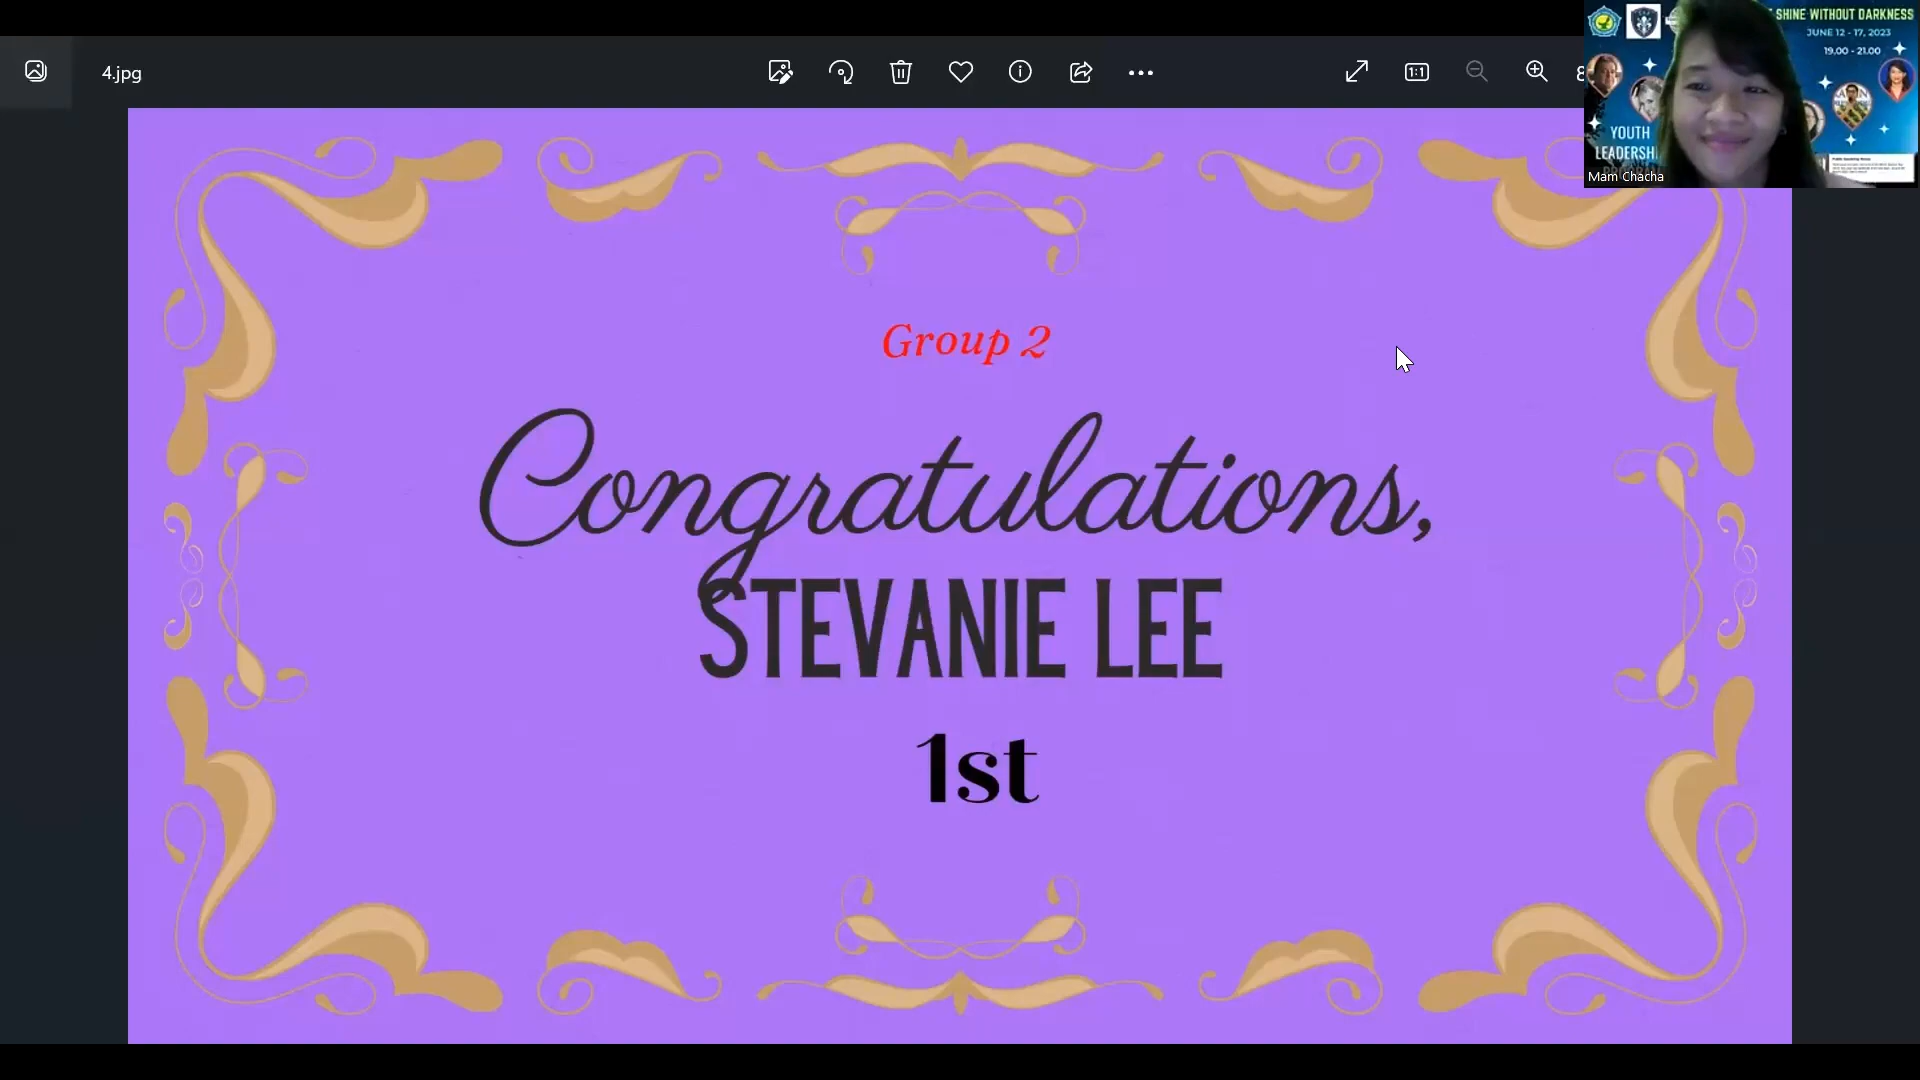 4.jpg
SHINE WITHOUT DARKNESS
JUNE 12 - 17, 2023
19.00 - 21.00
YOUTH
Mam Chacha
Group 2
Congratulations,
STEVANIE LEE
1st